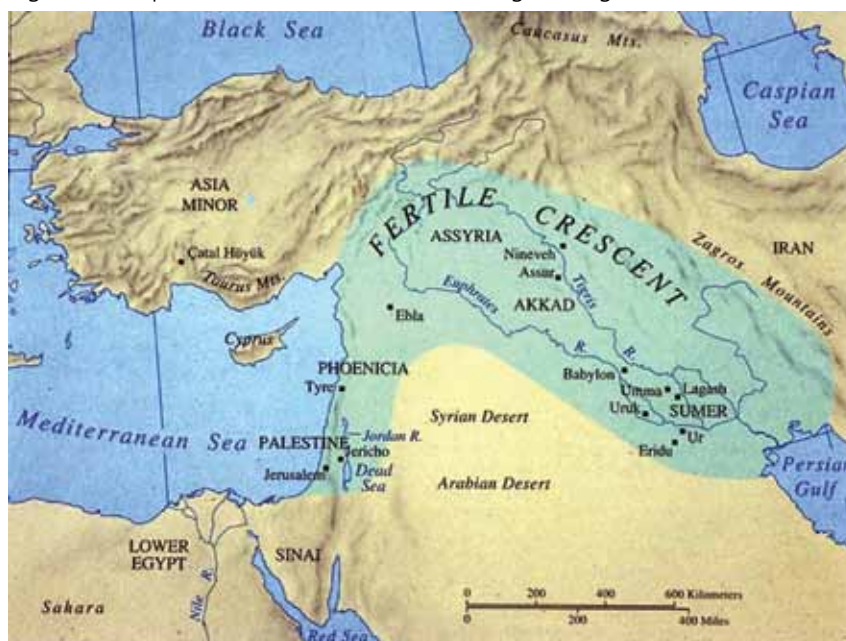 Black Sea
Caucasus Mts.
Caspian
Sea
ASIA
MINOR
FERTILE CRESCENT
ASSYRIA
Nineveh
Assur
Zagros Mountains
IRAN
Çatal Höyük
Taurus Mts.
Tigris
R.
Euphrates
R.
AKKAD
Ebla
Cyprus
PHOENICIA
Tyre
Babylon
Umma
Lagash
Uruk
SUMER
Ur
Eridu
Syrian Desert
Mediterranean Sea
PALESTINE
Jordan R.
Jericho
Jerusalem
Dead
Sea
Arabian Desert
Persian
Gulf
LOWER
EGYPT
SINAI
Nile R.
Sahara
Red Sea
0 200 400 600 Kilometers
0 200 400 Miles